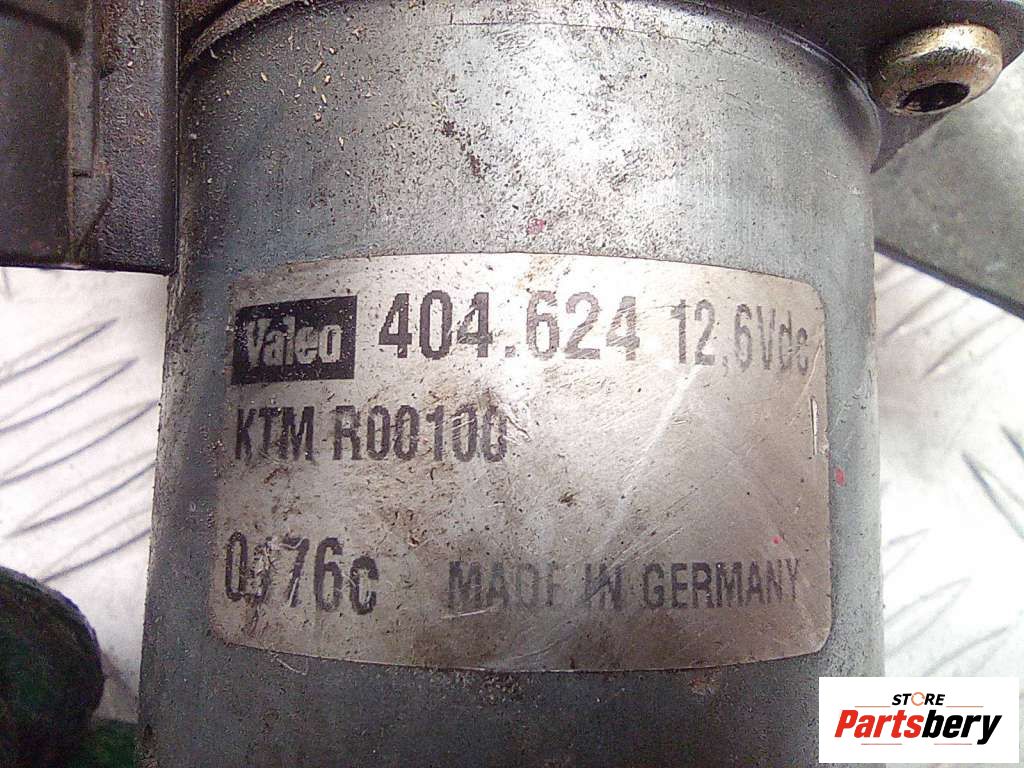 Valeo 404.624 12,6Vdc
KTM R00100
MADE IN GERMANY
STORE
Partsbery